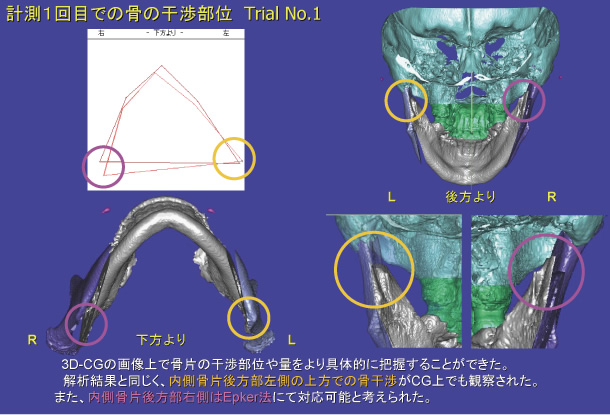 計測1回目での骨の干渉部位 Trial No.1
右 - 下方より - 左
L 後方より R
R 下方より L
3D-CGの画像上で骨片の干渉部位や量をより具体的に把握することができた。
解析結果と同じく、内側骨片後方部左側の上方での骨干渉がCG上でも観察された。
また、内側骨片後方部右側はEpker法にて対応可能と考えられた。